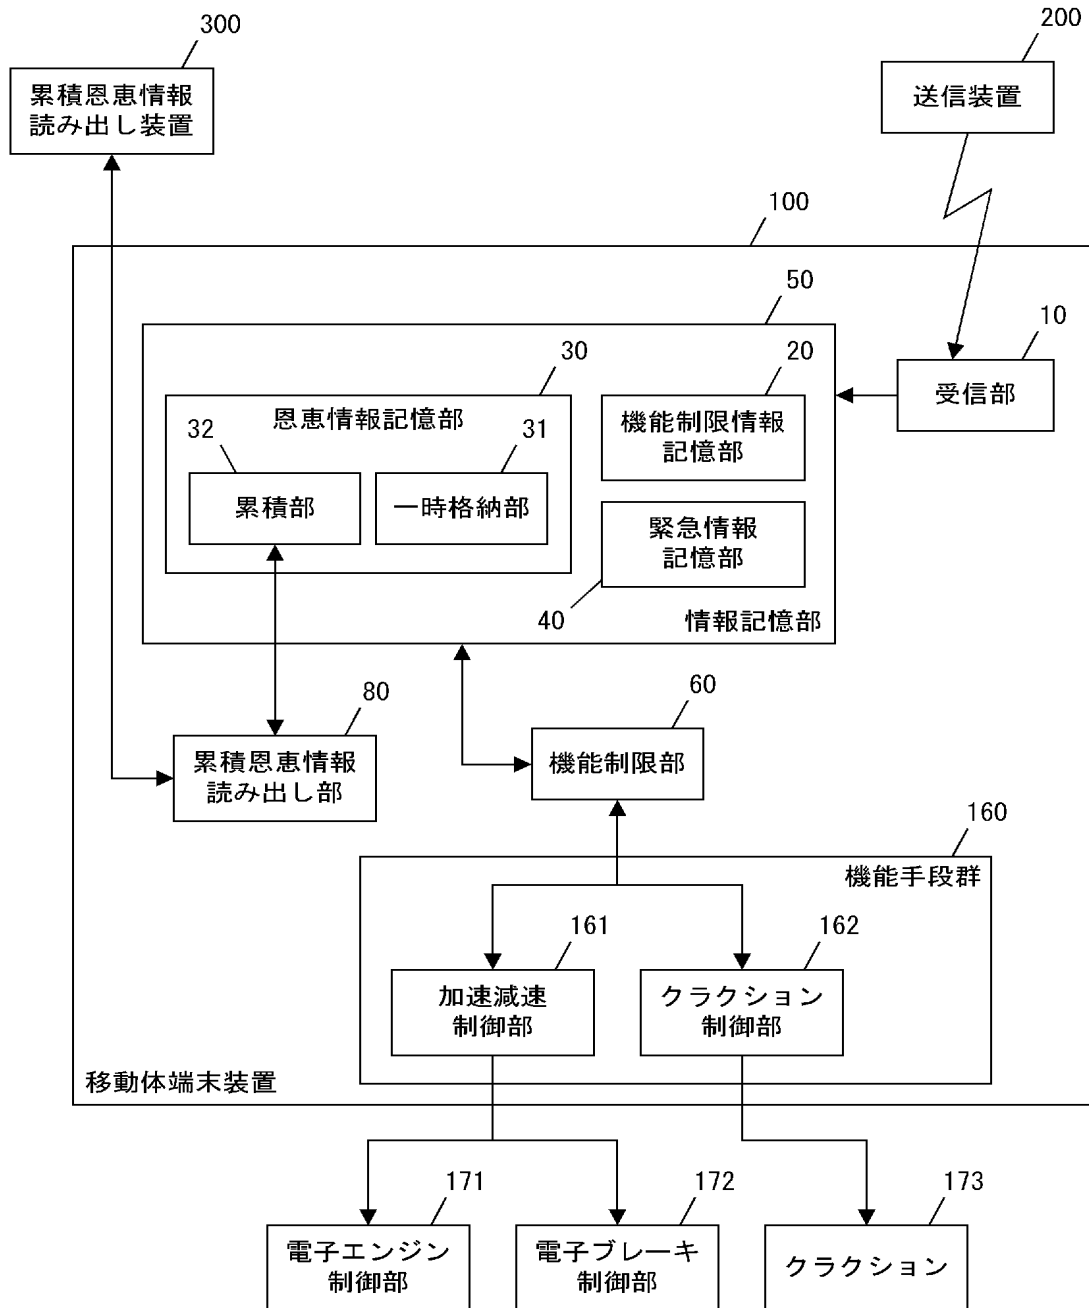 300
累積恩恵情報
読み出し装置
200
送信装置
100
50
10
受信部
30
恩恵情報記憶部
20
機能制限情報
記憶部
32
累積部
31
一時格納部
緊急情報
記憶部
40
情報記憶部
80
累積恩恵情報
読み出し部
60
機能制限部
160
機能手段群
161
加速減速
制御部
162
クラクション
制御部
移動体端末装置
171
電子エンジン
制御部
172
電子ブレーキ
制御部
173
クラクション